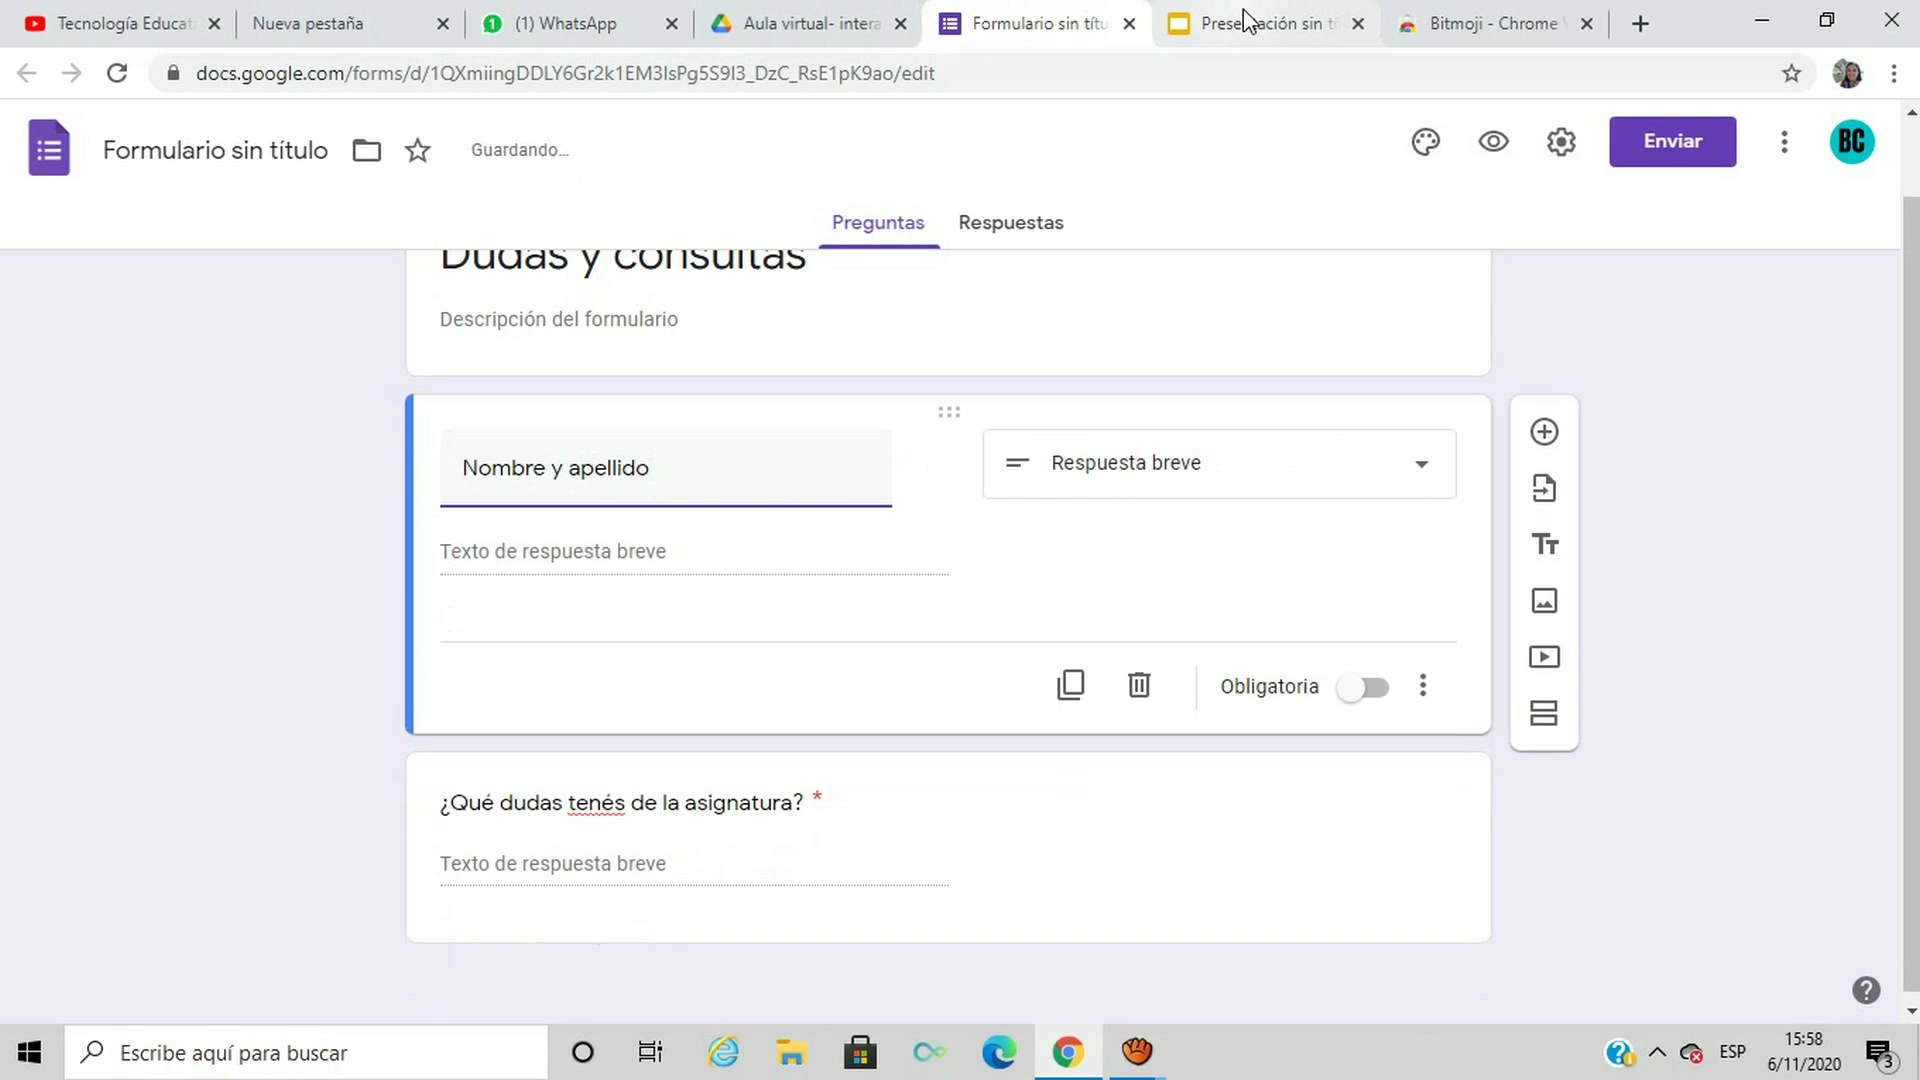 Tecnología Educat
Nueva pestaña
(1) WhatsApp
Aula virtual- intera
Formulario sin títu
Presentación sin tí
Bitmoji - Chrome
docs.google.com/forms/d/1QXmiingDDLY6Gr2k1EM3IsPg5S9I3_DzC_RsE1pK9ao/edit
Formulario sin título
Guardando...
Enviar
BC
Preguntas
Respuestas
Dudas y consultas
Descripción del formulario
Nombre y apellido
Respuesta breve
Texto de respuesta breve
Obligatoria
¿Qué dudas tenés de la asignatura? *
Texto de respuesta breve
Escribe aquí para buscar
ESP
15:58
6/11/2020
3